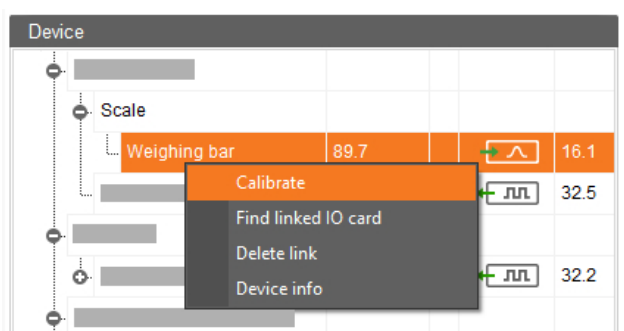 Device
Scale
Weighing bar 89.7 16.1
Calibrate
32.5
Find linked IO card
Delete link
Device info
32.2